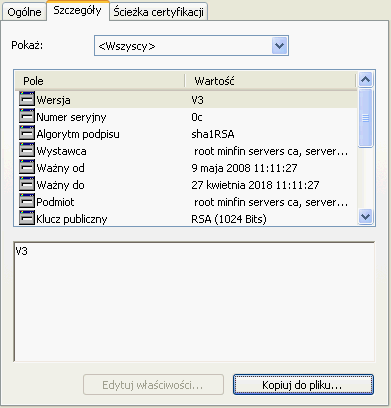 Ogólne Szczegóły Ścieżka certyfikacji
Pokaż: <Wszyscy>
Pole Wartość
Wersja V3
Numer seryjny 0c
Algorytm podpisu sha1RSA
Wystawca root minfin servers ca, server...
Ważny od 9 maja 2008 11:11:27
Ważny do 27 kwietnia 2018 11:11:27
Podmiot root minfin servers ca, server...
Klucz publiczny RSA (1024 Bits)
V3
Edytuj właściwości... Kopiuj do pliku...